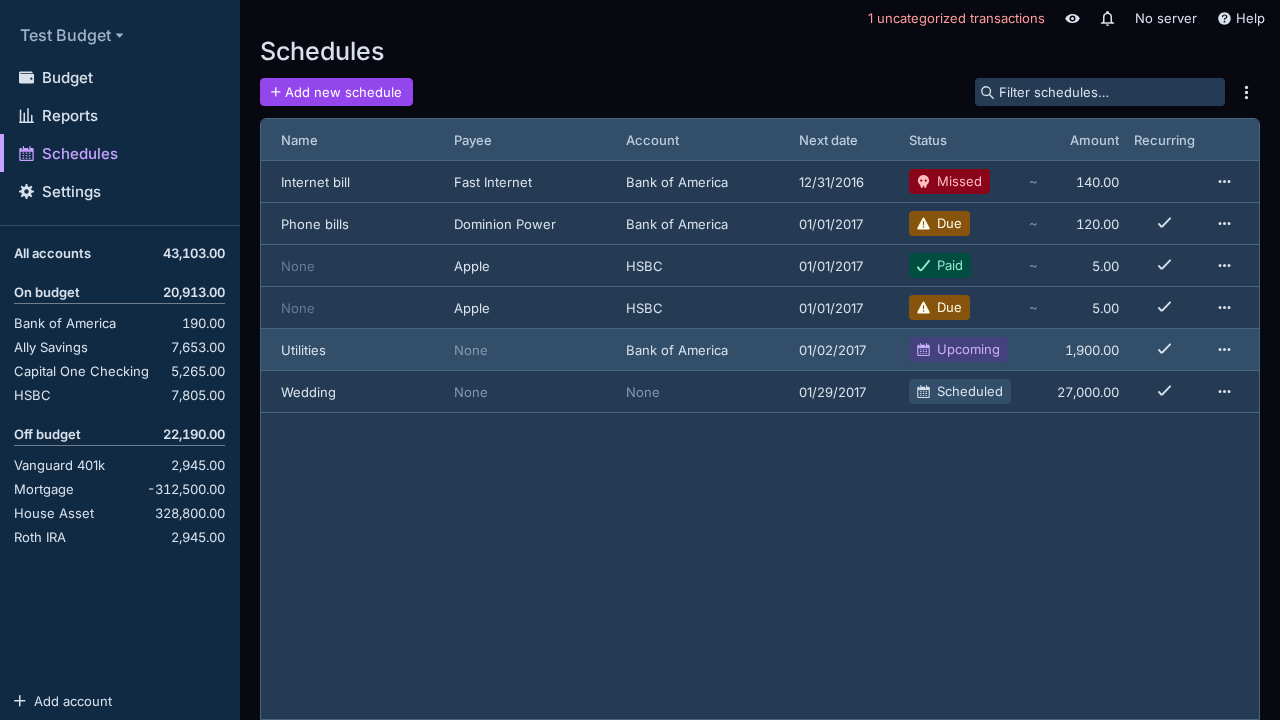 Test Budget
Budget
Reports
Schedules
Settings
All accounts 43,103.00
On budget 20,913.00
Bank of America 190.00
Ally Savings 7,653.00
Capital One Checking 5,265.00
HSBC 7,805.00
Off budget 22,190.00
Vanguard 401k 2,945.00
Mortgage -312,500.00
House Asset 328,800.00
Roth IRA 2,945.00
Add account
1 uncategorized transactions No server Help
Schedules
Add new schedule Filter schedules...
Name Payee Account Next date Status Amount Recurring
Internet bill Fast Internet Bank of America 12/31/2016 Missed ~ 140.00
Phone bills Dominion Power Bank of America 01/01/2017 Due ~ 120.00
None Apple HSBC 01/01/2017 Paid ~ 5.00
None Apple HSBC 01/01/2017 Due ~ 5.00
Utilities None Bank of America 01/02/2017 Upcoming 1,900.00
Wedding None None 01/29/2017 Scheduled 27,000.00